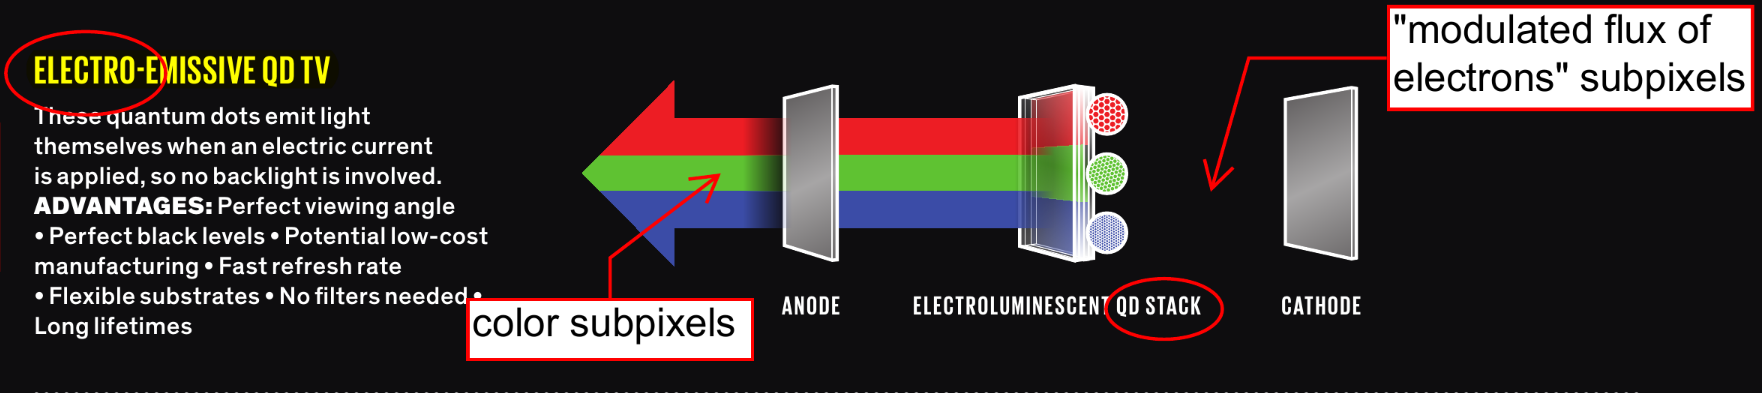 ELECTRO-EMISSIVE QD TV
These quantum dots emit light
themselves when an electric current
is applied, so no backlight is involved.
ADVANTAGES: Perfect viewing angle
• Perfect black levels • Potential low-cost
manufacturing • Fast refresh rate
• Flexible substrates • No filters needed •
Long lifetimes
color subpixels
ANODE
ELECTROLUMINESCENT QD STACK
CATHODE
"modulated flux of
electrons" subpixels